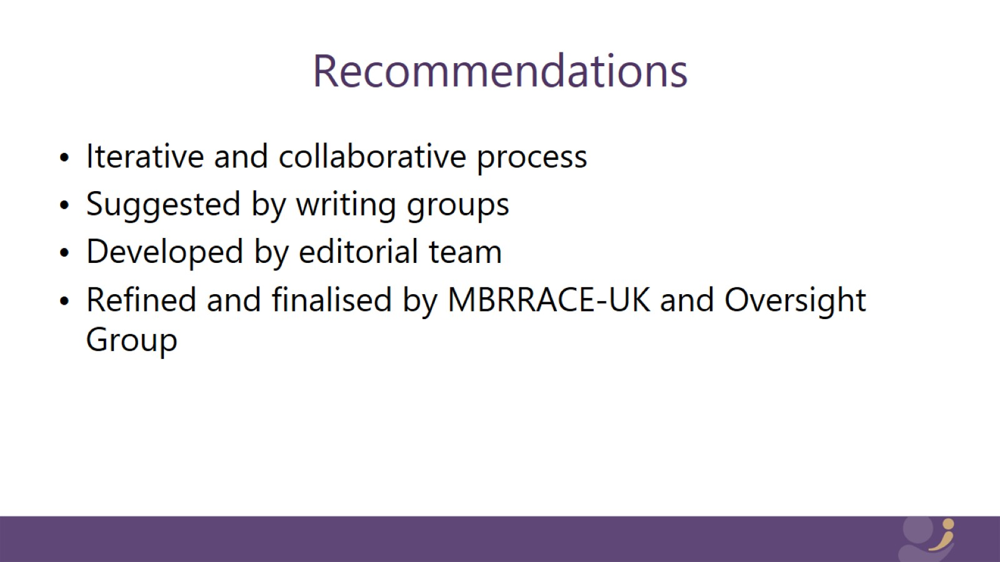 Recommendations
• Iterative and collaborative process
• Suggested by writing groups
• Developed by editorial team
• Refined and finalised by MBRRACE-UK and Oversight
Group